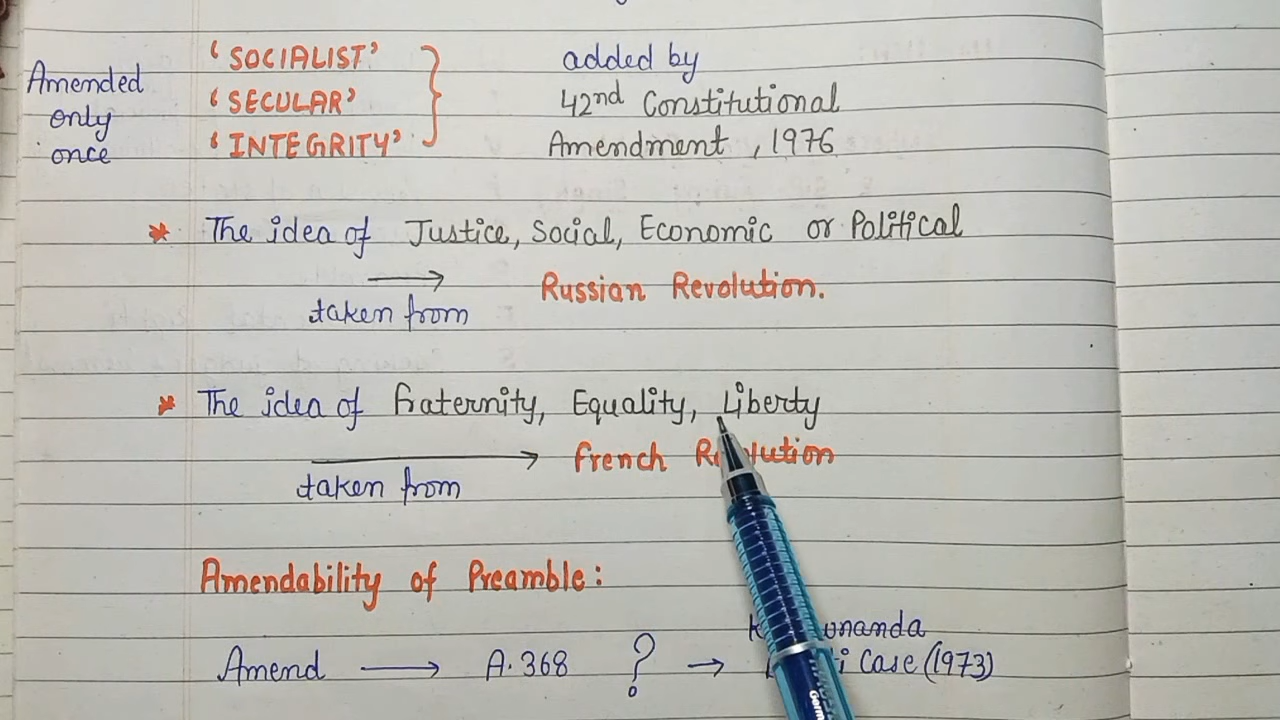 Amended only once
'SOCIALIST'
'SECULAR'
'INTEGRITY'
added by
42nd Constitutional
Amendment, 1976
* The idea of Justice, Social, Economic or Political
→ taken from
Russian Revolution.
* The idea of Fraternity, Equality, Liberty
→ taken from
French
Amendability of Preamble:
Amend → A. 368 ? →
Case (1973)